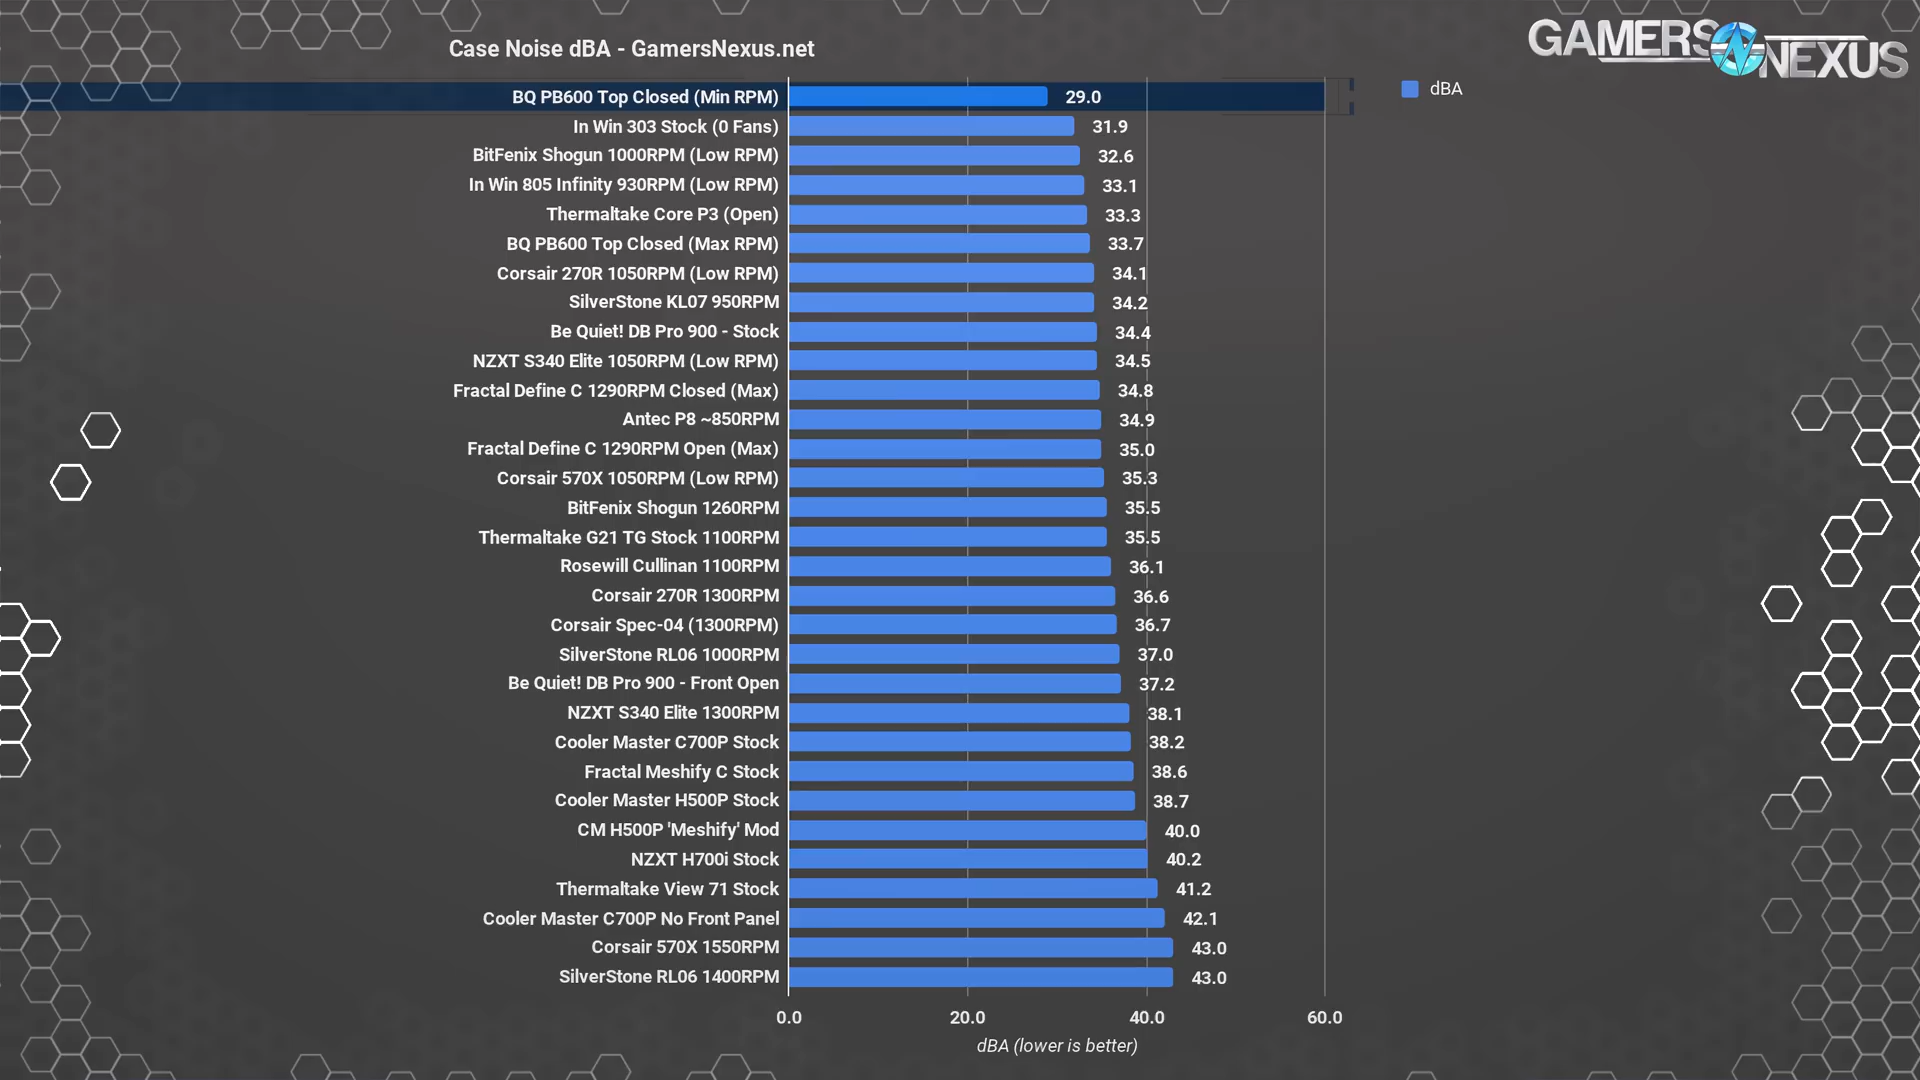 GAMERS NEXUS
Case Noise dBA - GamersNexus.net
dBA
BQ PB600 Top Closed (Min RPM) 29.0
In Win 303 Stock (0 Fans) 31.9
BitFenix Shogun 1000RPM (Low RPM) 32.6
In Win 805 Infinity 930RPM (Low RPM) 33.1
Thermaltake Core P3 (Open) 33.3
BQ PB600 Top Closed (Max RPM) 33.7
Corsair 270R 1050RPM (Low RPM) 34.1
SilverStone KL07 950RPM 34.2
Be Quiet! DB Pro 900 - Stock 34.4
NZXT S340 Elite 1050RPM (Low RPM) 34.5
Fractal Define C 1290RPM Closed (Max) 34.8
Antec P8 ~850RPM 34.9
Fractal Define C 1290RPM Open (Max) 35.0
Corsair 570X 1050RPM (Low RPM) 35.3
BitFenix Shogun 1260RPM 35.5
Thermaltake G21 TG Stock 1100RPM 35.5
Rosewill Cullinan 1100RPM 36.1
Corsair 270R 1300RPM 36.6
Corsair Spec-04 (1300RPM) 36.7
SilverStone RL06 1000RPM 37.0
Be Quiet! DB Pro 900 - Front Open 37.2
NZXT S340 Elite 1300RPM 38.1
Cooler Master C700P Stock 38.2
Fractal Meshify C Stock 38.6
Cooler Master H500P Stock 38.7
CM H500P 'Meshify' Mod 40.0
NZXT H700i Stock 40.2
Thermaltake View 71 Stock 41.2
Cooler Master C700P No Front Panel 42.1
Corsair 570X 1550RPM 43.0
SilverStone RL06 1400RPM 43.0
0.0 20.0 40.0 60.0
dBA (lower is better)